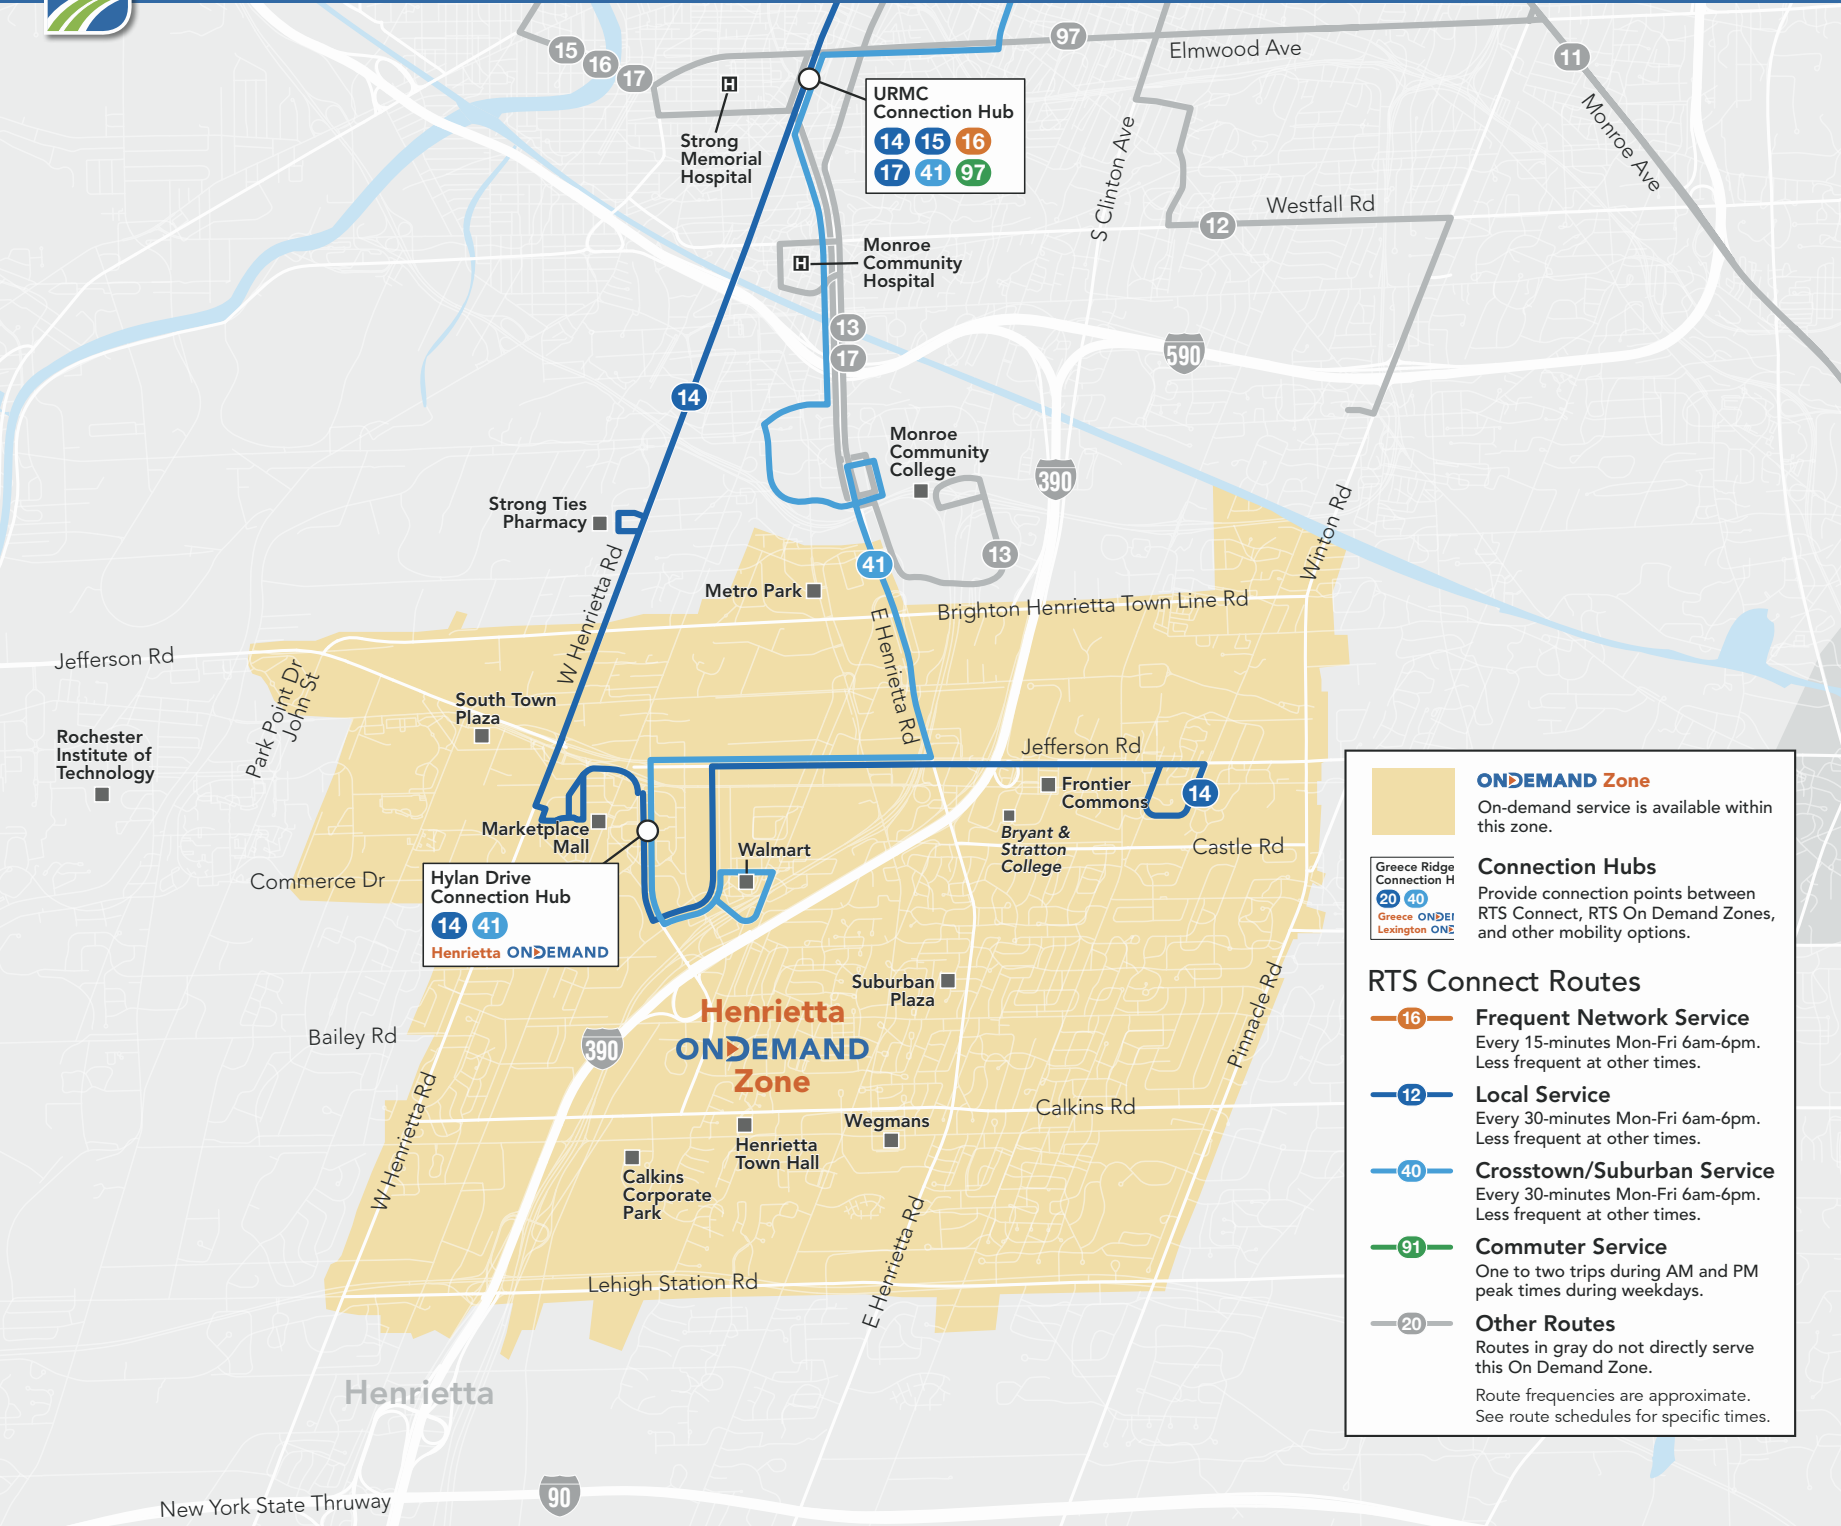 15
16
17
97
Elmwood Ave
11
Monroe Ave
URMC
Connection Hub
14 15 16
17 41 97
Strong
Memorial
Hospital
H
S Clinton Ave
Westfall Rd
12
H
Monroe
Community
Hospital
13
17
590
14
Monroe
Community
College
390
Strong Ties
Pharmacy
Winton Rd
41
13
W Henrietta Rd
Metro Park
Brighton Henrietta Town Line Rd
E Henrietta Rd
Jefferson Rd
Park Point Dr
John St
South Town
Plaza
Rochester
Institute of
Technology
Jefferson Rd
Frontier
Commons
14
Marketplace
Mall
Bryant &
Stratton
College
Castle Rd
Walmart
Commerce Dr
Hylan Drive
Connection Hub
14 41
Henrietta ONDEMAND
Suburban
Plaza
Henrietta
ONDEMAND
Zone
Pinnacle Rd
Bailey Rd
390
W Henrietta Rd
Calkins Rd
Wegmans
Henrietta
Town Hall
Calkins
Corporate
Park
E Henrietta Rd
Lehigh Station Rd
Henrietta
90
New York State Thruway
ONDEMAND Zone
On-demand service is available within
this zone.
Greece Ridge
Connection H
20 40
Greece ONDE
Lexington OND
Connection Hubs
Provide connection points between
RTS Connect, RTS On Demand Zones,
and other mobility options.
RTS Connect Routes
16
Frequent Network Service
Every 15-minutes Mon-Fri 6am-6pm.
Less frequent at other times.
12
Local Service
Every 30-minutes Mon-Fri 6am-6pm.
Less frequent at other times.
40
Crosstown/Suburban Service
Every 30-minutes Mon-Fri 6am-6pm.
Less frequent at other times.
91
Commuter Service
One to two trips during AM and PM
peak times during weekdays.
20
Other Routes
Routes in gray do not directly serve
this On Demand Zone.
Route frequencies are approximate.
See route schedules for specific times.